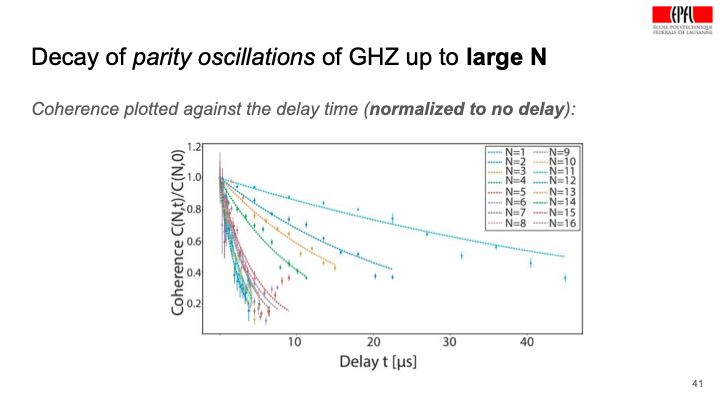 EPFL
ÉCOLE POLYTECHNIQUE
FÉDÉRALE DE LAUSANNE
Decay of parity oscillations of GHZ up to large N
Coherence plotted against the delay time (normalized to no delay):
Coherence C(N,t)/C(N,0)
1.2
1.0
0.8
0.6
0.4
0.2
N=1 N=9
N=2 N=10
N=3 N=11
N=4 N=12
N=5 N=13
N=6 N=14
N=7 N=15
N=8 N=16
10 20 30 40
Delay t [μs]
41